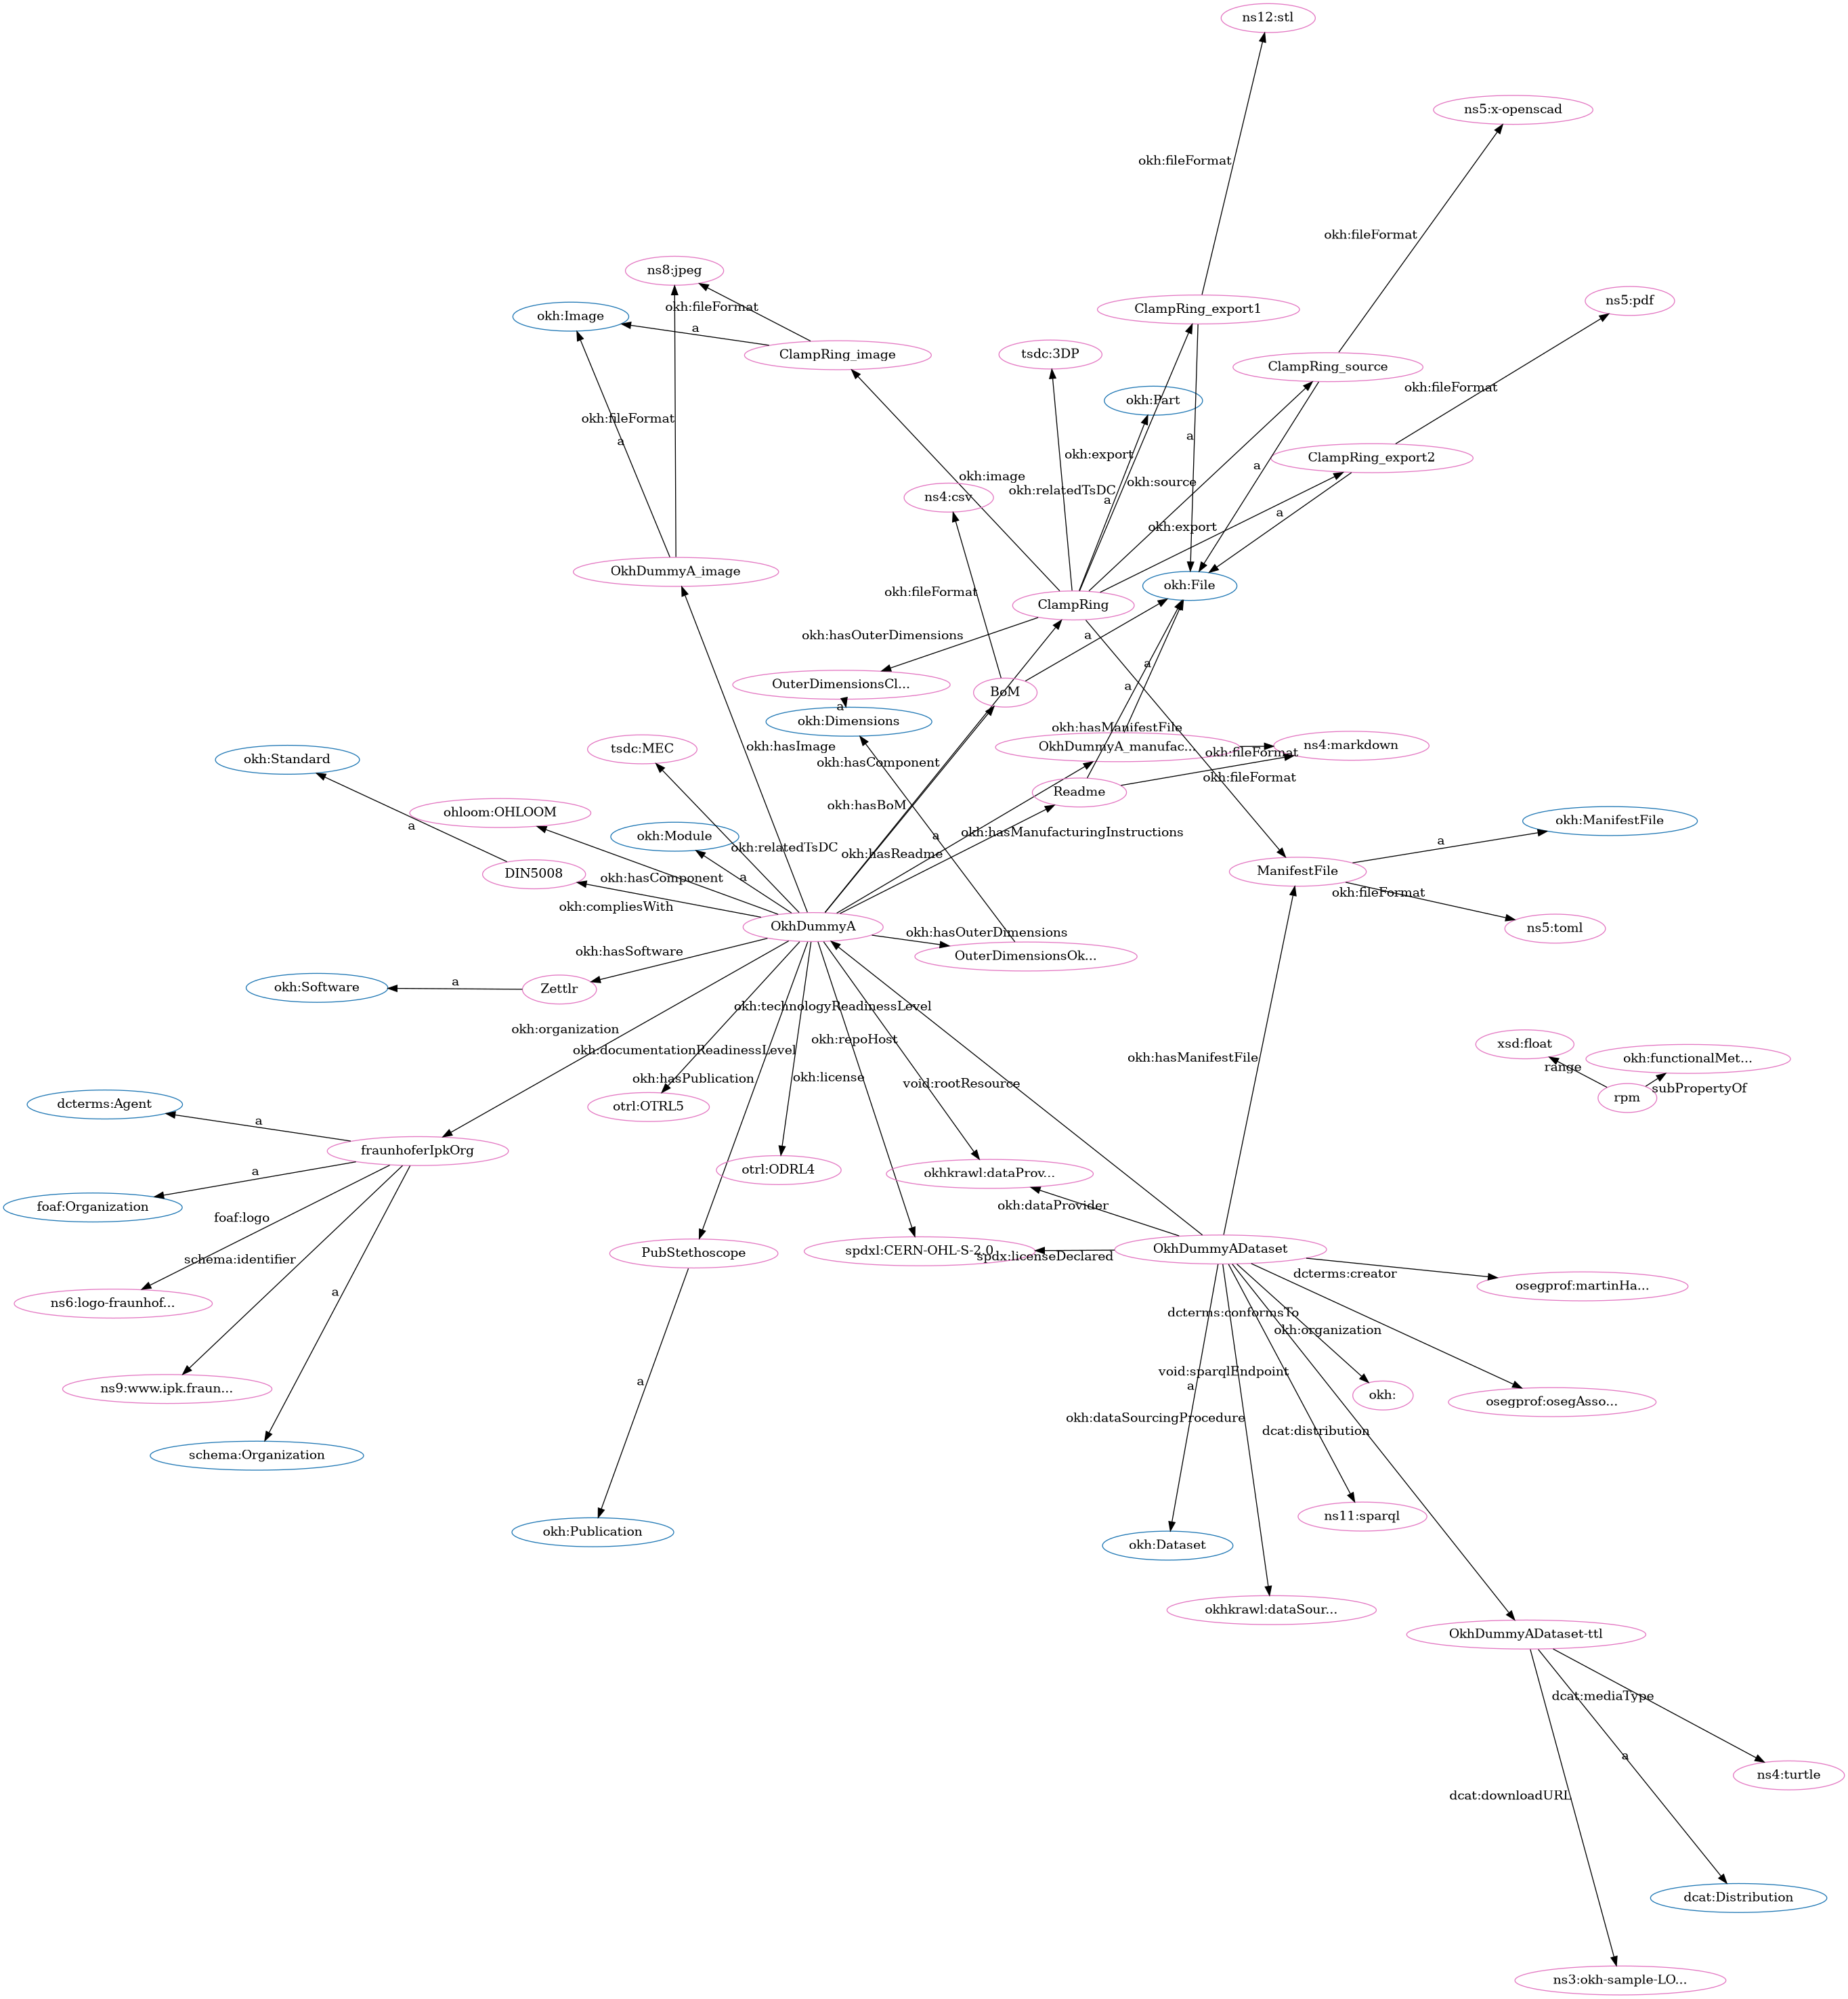 ns12:stl
ns5:x-openscad
okh:fileFormat
okh:fileFormat
ns8:jpeg
ns5:pdf
okh:fileFormat
ClampRing_export1
okh:Image
a
ClampRing_image
tsdc:3DP
ClampRing_source
okh:fileFormat
okh:Part
okh:fileFormat
a
a
okh:export
ClampRing_export2
a
okh:image
okh:source
okh:relatedTsDC
ns4:csv
a
a
okh:export
OkhDummyA_image
okh:File
okh:fileFormat
ClampRing
okh:hasOuterDimensions
a
a
OuterDimensionsCl...
a
BoM
a
okh:Dimensions
okh:hasManifestFile
okh:hasImage
tsdc:MEC
OkhDummyA_manufac...
okh:fileFormat
ns4:markdown
okh:Standard
okh:hasComponent
okh:fileFormat
Readme
okh:hasBoM
ohloom:OHLOOM
okh:ManifestFile
a
okh:Module
a
okh:hasManufacturingInstructions
a
okh:relatedTsDC
okh:hasReadme
DIN5008
okh:hasComponent
a
ManifestFile
okh:fileFormat
okh:compliesWith
OkhDummyA
okh:hasOuterDimensions
ns5:toml
okh:hasSoftware
OuterDimensionsOk...
okh:Software
a
Zettlr
okh:technologyReadinessLevel
okh:organization
okh:repoHost
okh:documentationReadinessLevel
okh:hasManifestFile
xsd:float
okh:functionalMet...
range
okh:hasPublication
okh:license
void:rootResource
subPropertyOf
rpm
dcterms:Agent
a
otrl:OTRL5
fraunhoferIpkOrg
a
otrl:ODRL4
okhkrawl:dataProv...
foaf:Organization
foaf:logo
okh:dataProvider
schema:identifier
PubStethoscope
spdxl:CERN-OHL-S-2.0
spdx:licenseDeclared
OkhDummyADataset
dcterms:creator
osegprof:martinHa...
ns6:logo-fraunhof...
a
dcterms:conformsTo
okh:organization
ns9:www.ipk.fraun...
a
void:sparqlEndpoint
a
okh:
osegprof:osegAsso...
okh:dataSourcingProcedure
dcat:distribution
schema:Organization
ns11:sparql
okh:Publication
okh:Dataset
okhkrawl:dataSour...
OkhDummyADataset-ttl
dcat:mediaType
a
ns4:turtle
dcat:downloadURL
dcat:Distribution
ns3:okh-sample-LO...